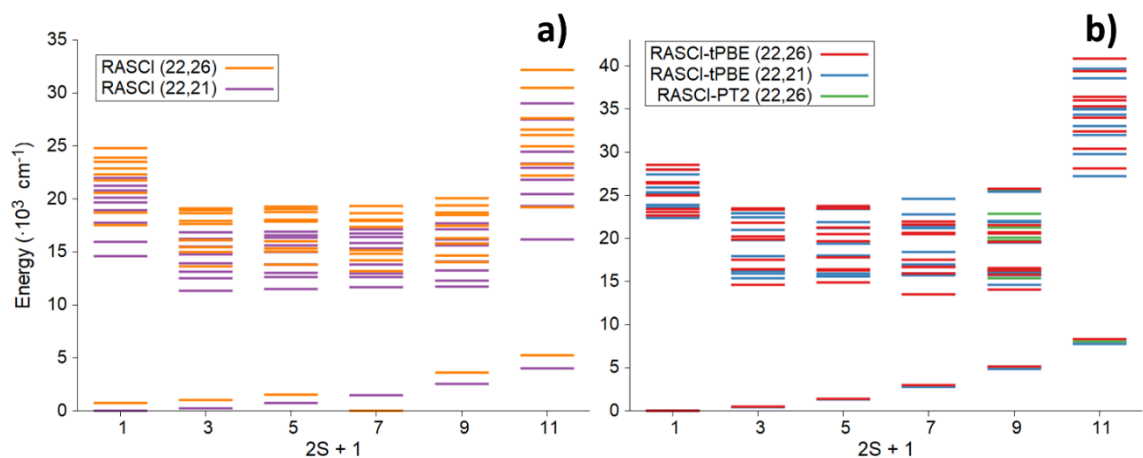 a)
RASCI (22,26)
RASCI (22,21)
35
30
25
20
15
10
5
0
Energy (·10³ cm⁻¹)
1 3 5 7 9 11
2S + 1
b)
RASCI-tPBE (22,26)
RASCI-tPBE (22,21)
RASCI-PT2 (22,26)
40
35
30
25
20
15
10
5
0
1 3 5 7 9 11
2S + 1